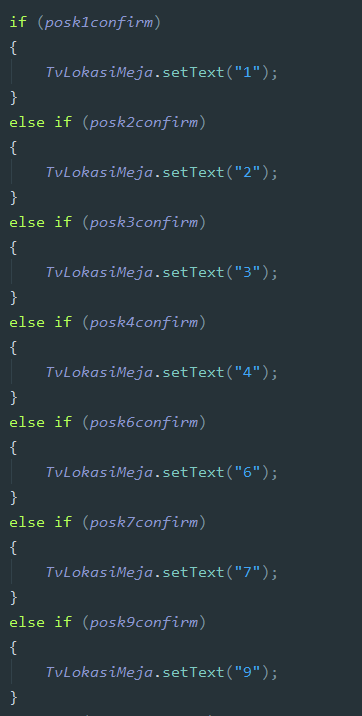 if (posk1confirm)
{
TvLokasiMeja.setText("1");
}
else if (posk2confirm)
{
TvLokasiMeja.setText("2");
}
else if (posk3confirm)
{
TvLokasiMeja.setText("3");
}
else if (posk4confirm)
{
TvLokasiMeja.setText("4");
}
else if (posk6confirm)
{
TvLokasiMeja.setText("6");
}
else if (posk7confirm)
{
TvLokasiMeja.setText("7");
}
else if (posk9confirm)
{
TvLokasiMeja.setText("9");
}